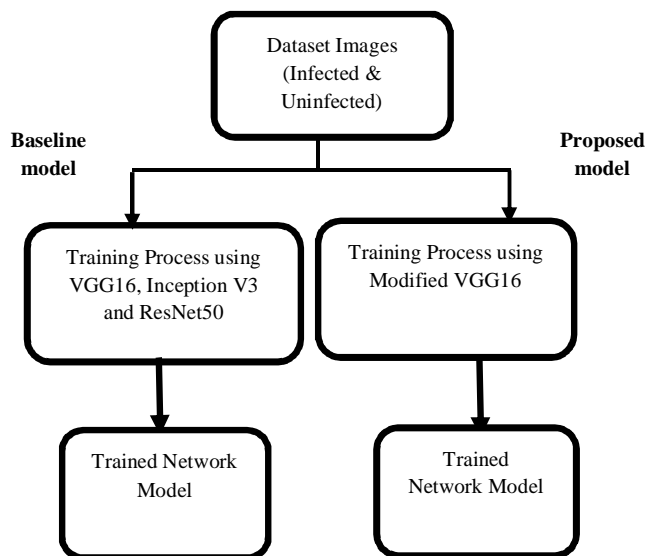 Dataset Images
(Infected &
Uninfected)
Baseline
model
Proposed
model
Training Process using
VGG16, Inception V3
and ResNet50
Training Process using
Modified VGG16
Trained Network
Model
Trained
Network Model